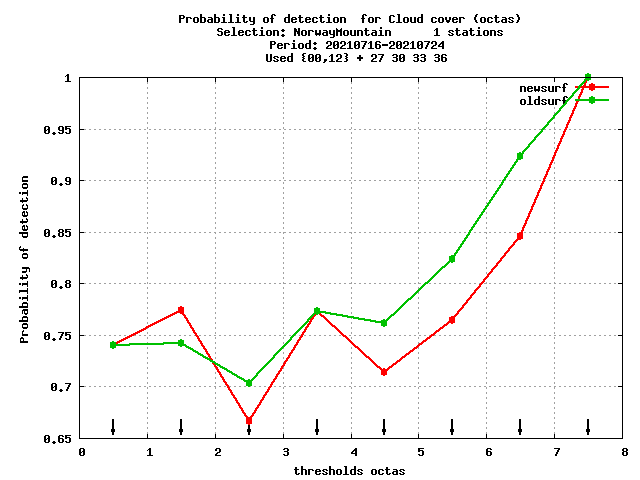 Probability of detection  for Cloud cover (octas)
Selection: NorwayMountain      1 stations
Period: 20210716-20210724
Used {00,12} + 27 30 33 36
newsurf
oldsurf
Probability of detection
1
0.95
0.9
0.85
0.8
0.75
0.7
0.65
0 1 2 3 4 5 6 7 8
thresholds octas